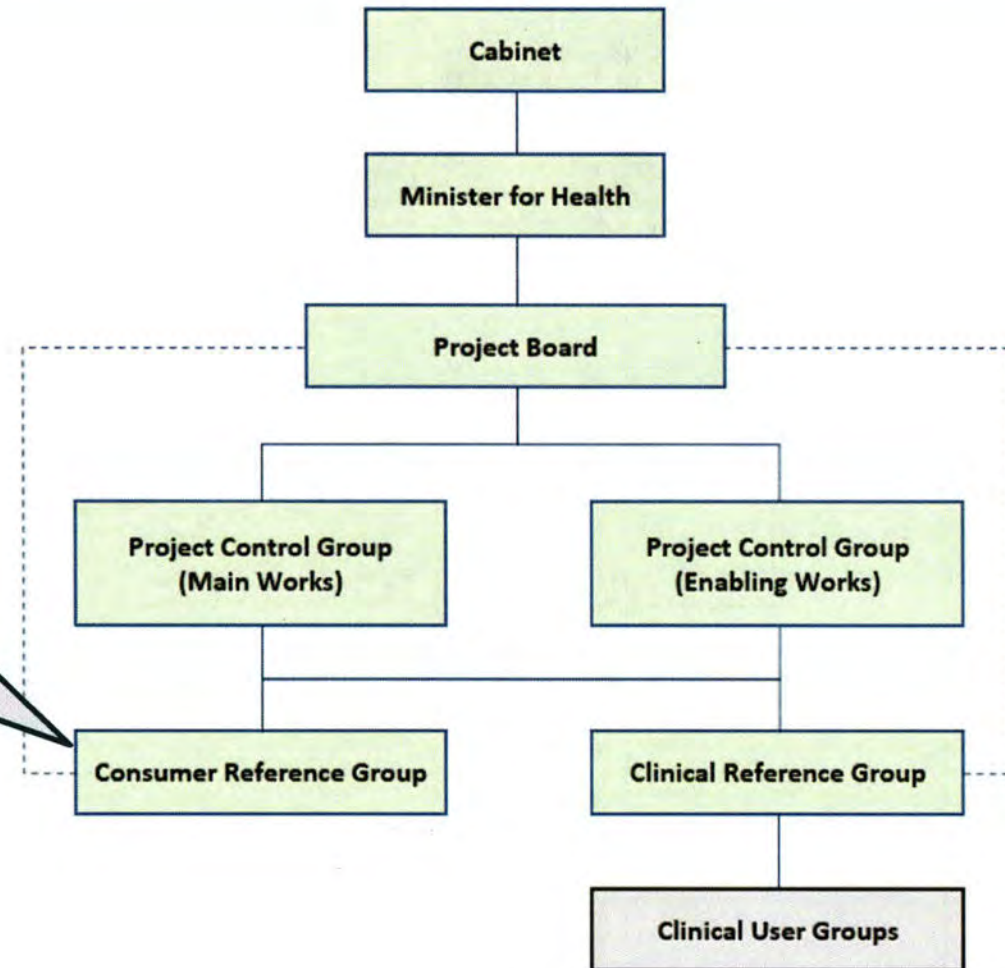 Cabinet
Minister for Health
Project Board
Project Control Group
(Main Works)
Project Control Group
(Enabling Works)
Consumer Reference Group
Clinical Reference Group
Clinical User Groups